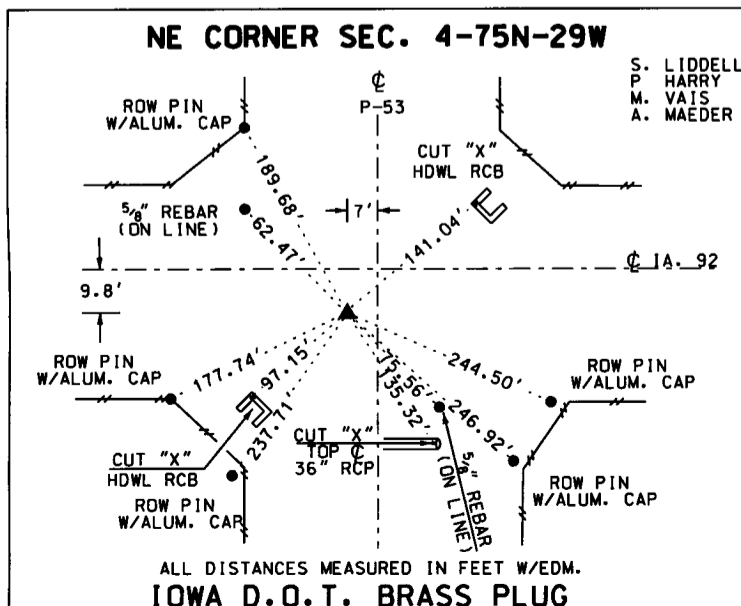 NE CORNER SEC. 4-75N-29W
S. LIDDELL
P HARRY
M. VAIS
A. MAEDER
℄
P-53
ROW PIN
W/ALUM. CAP
CUT "X"
HDWL RCB
189.68'
5/8" REBAR
(ON LINE)
62.47'
7'
141.04'
℄ IA. 92
9.8'
ROW PIN
W/ALUM. CAP
177.74'
97.15'
237.71'
75.56'
135.32'
244.50'
246.92'
ROW PIN
W/ALUM. CAP
CUT "X"
HDWL RCB
CUT "X"
TOP ℄
36" RCP
5/8" REBAR
(ON LINE)
ROW PIN
W/ALUM. CAP
ROW PIN
W/ALUM. CAP
ALL DISTANCES MEASURED IN FEET W/EDM.
IOWA D.O.T. BRASS PLUG